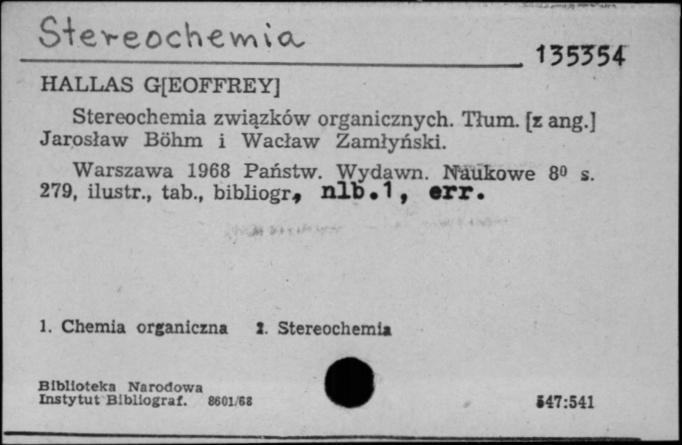 Stereochemia
135354
HALLAS G[EOFFREY]
Stereochemia związków organicznych. Tłum. [z ang.]
Jarosław Böhm i Wacław Zamłyński.
Warszawa 1968 Państw. Wydawn. Naukowe 8⁰ s.
279, ilustr., tab., bibliogr., nlb.1, err.
1. Chemia organiczna 2. Stereochemia
Biblioteka Narodowa
Instytut Bibliograf. 8601/68
547:541